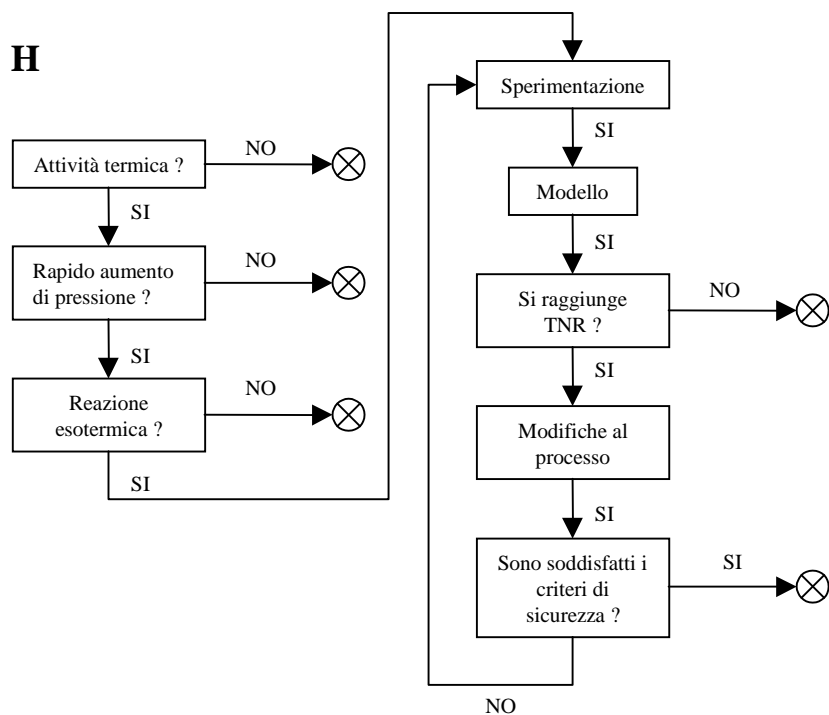 H
Attività termica ?
NO
SI
Rapido aumento
di pressione ?
NO
SI
Reazione
esotermica ?
NO
SI
Sperimentazione
SI
Modello
SI
Si raggiunge
TNR ?
NO
SI
Modifiche al
processo
SI
Sono soddisfatti i
criteri di
sicurezza ?
SI
NO